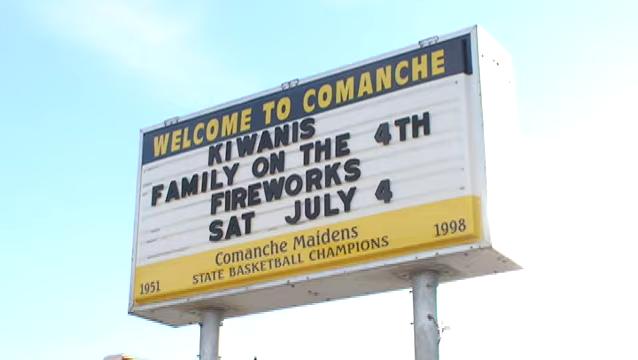 WELCOME TO COMANCHE
KIWANIS
FAMILY ON THE 4TH
FIREWORKS
SAT JULY 4
Comanche Maidens
1951 STATE BASKETBALL CHAMPIONS 1998